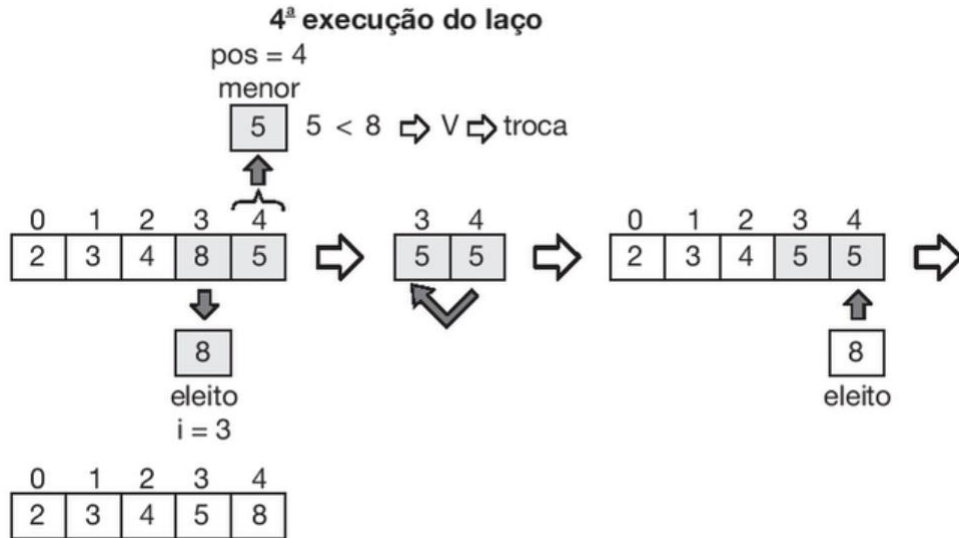 4ª execução do laço
pos = 4
menor
5 5 < 8 V troca
0 1 2 3 4 3 4 0 1 2 3 4
2 3 4 8 5 5 5 2 3 4 5 5
8 8
eleito eleito
i = 3
0 1 2 3 4
2 3 4 5 8